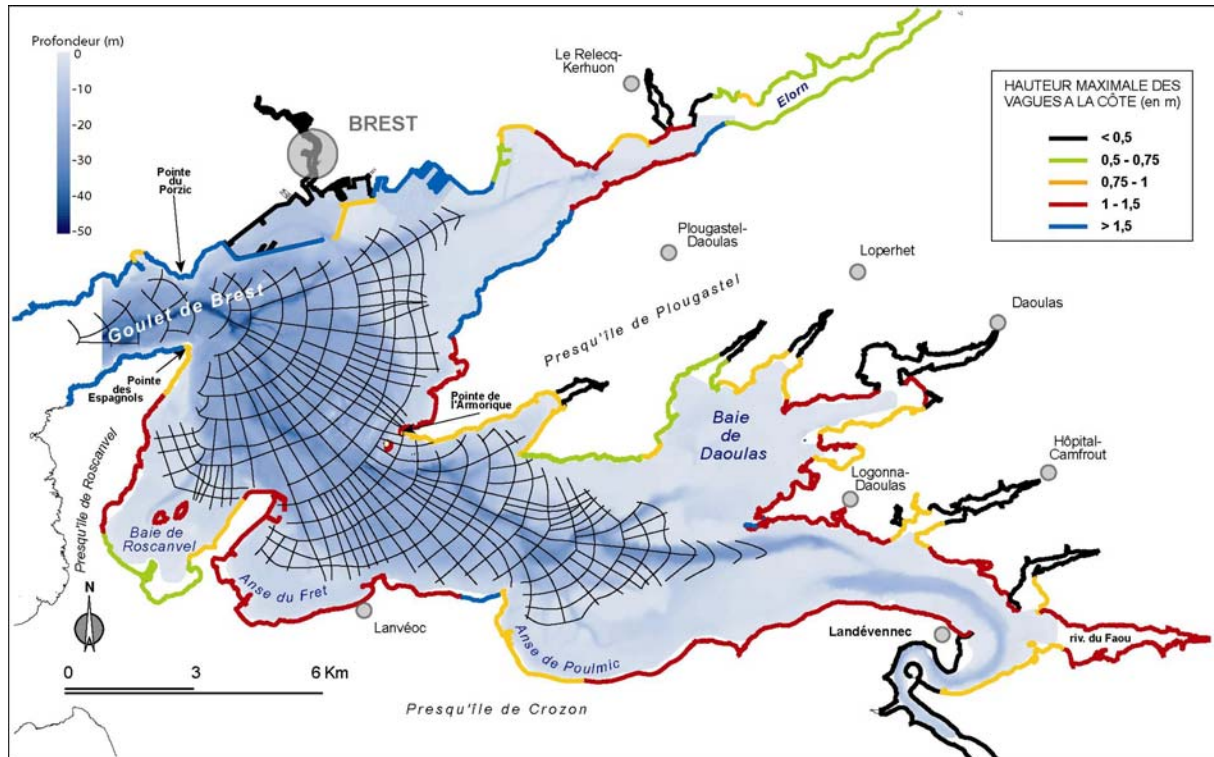 Profondeur (m)
0
-10
-20
-30
-40
-50
Le Relecq-
Kerhuon
Elorn
HAUTEUR MAXIMALE DES
VAGUES A LA CÔTE (en m)
< 0,5
0,5 - 0,75
0,75 - 1
1 - 1,5
> 1,5
BREST
Pointe
du
Porzic
Plougastel-
Daoulas
Loperhet
Daoulas
Goulet de Brest
Presqu'île de Plougastel
Pointe
des
Espagnols
Pointe de
l'Armorique
Baie
de
Daoulas
Hôpital-
Camfrout
Logonna-
Daoulas
Presqu'île de Roscanvel
Baie de
Roscanvel
Anse du Fret
Lanvéoc
N
Anse de Poulmic
Landévennec
riv. du Faou
0 3 6 Km
Presqu'île de Crozon